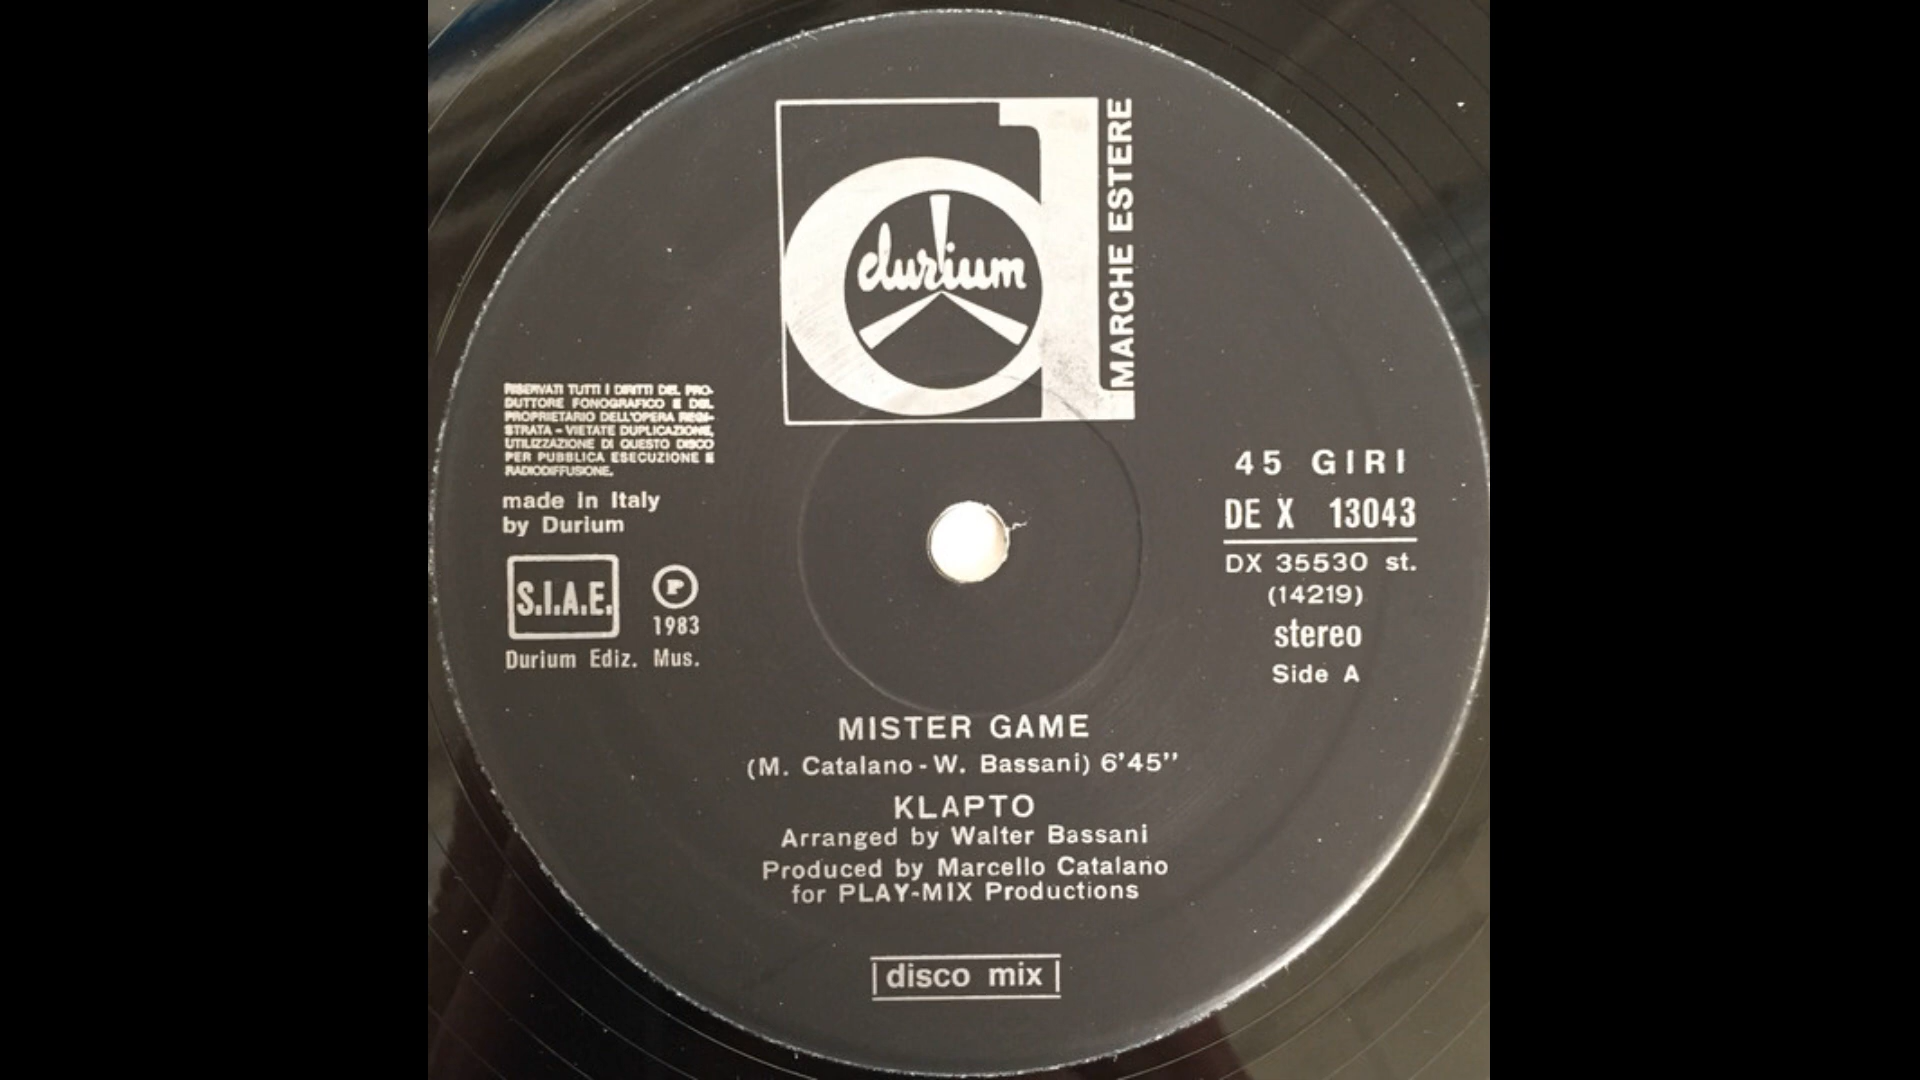 durium
MARCHE ESTERE
RISERVATI TUTTI I DIRITTI DEL PRO-
DUTTORE FONOGRAFICO E DEL
PROPRIETARIO DELL'OPERA REGI-
STRATA - VIETATE DUPLICAZIONE,
UTILIZZAZIONE DI QUESTO DISCO
PER PUBBLICA ESECUZIONE E
RADIODIFFUSIONE.
made in Italy
by Durium
S.I.A.E.
P
1983
Durium Ediz. Mus.
45 GIRI
DE X 13043
DX 35530 st.
(14219)
stereo
Side A
MISTER GAME
(M. Catalano - W. Bassani) 6'45''
KLAPTO
Arranged by Walter Bassani
Produced by Marcello Catalano
for PLAY-MIX Productions
disco mix